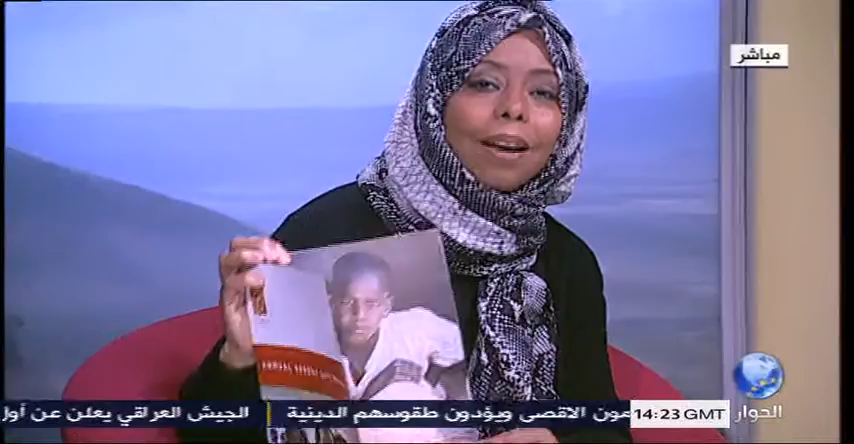 مباشر
الجيش العراقي يعلن عن أول
مون الاقصى ويؤدون طقوسهم الدينية
14:23 GMT
الحوار